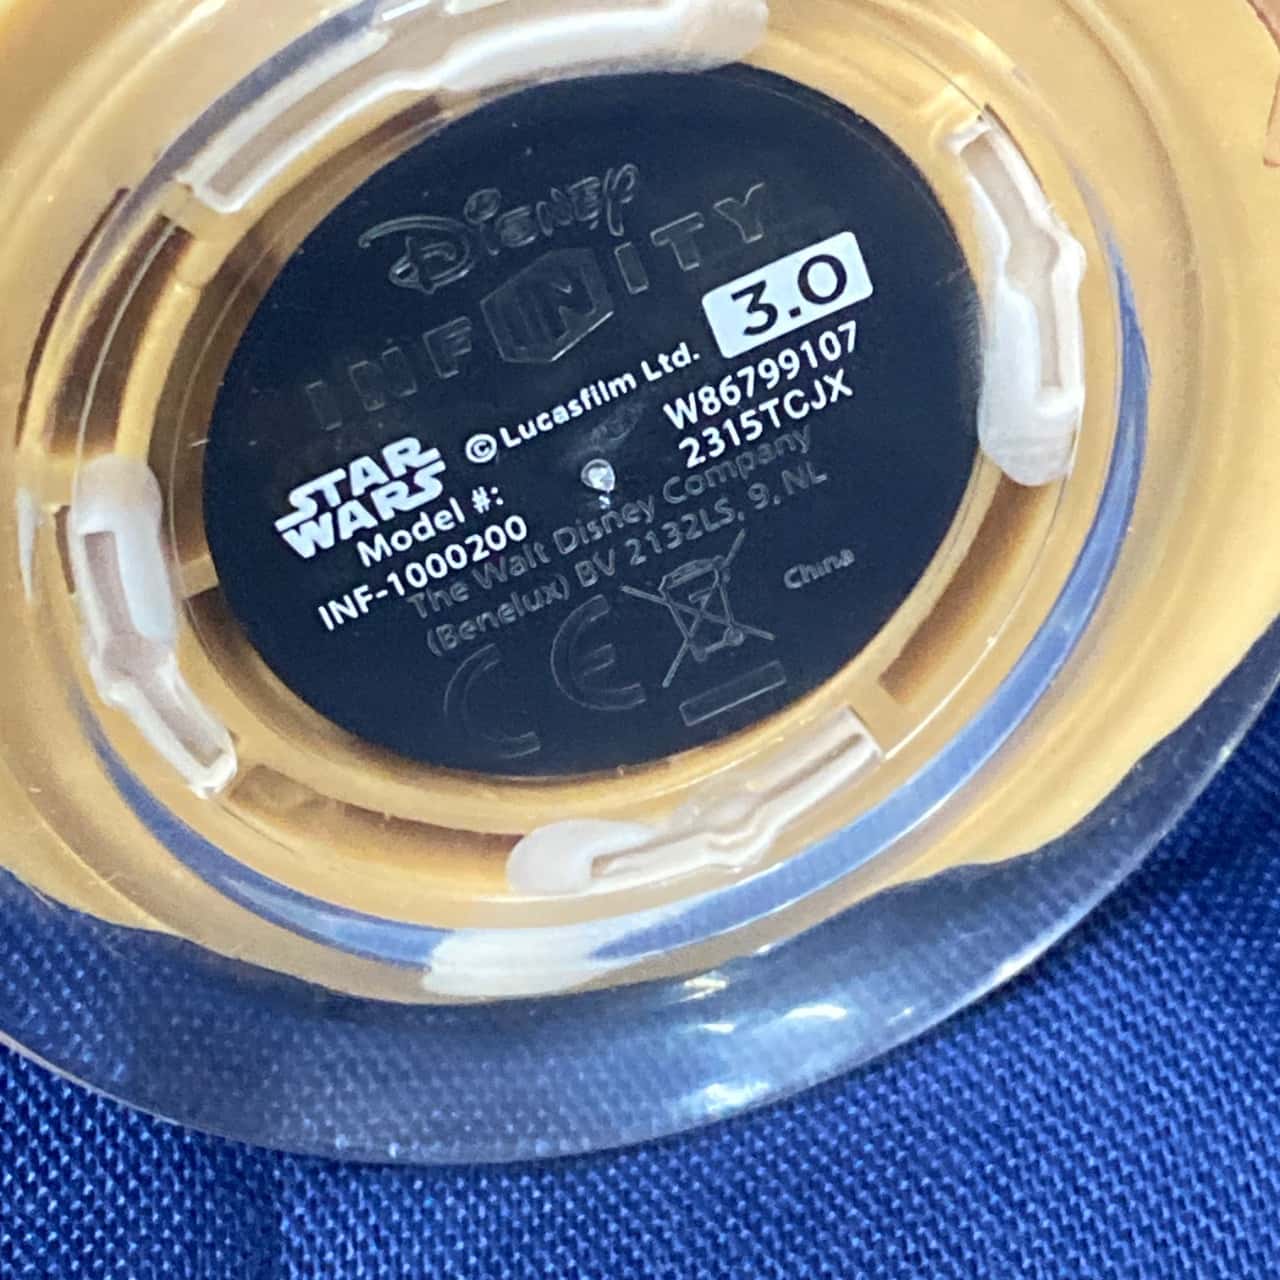 Disney
INFINITY
3.0
© Lucasfilm Ltd.
W86799107
2315TCJX
STAR
WARS
Model #:
INF-1000200
The Walt Disney Company
(Benelux) BV 2132LS, 9, NL
CE
China